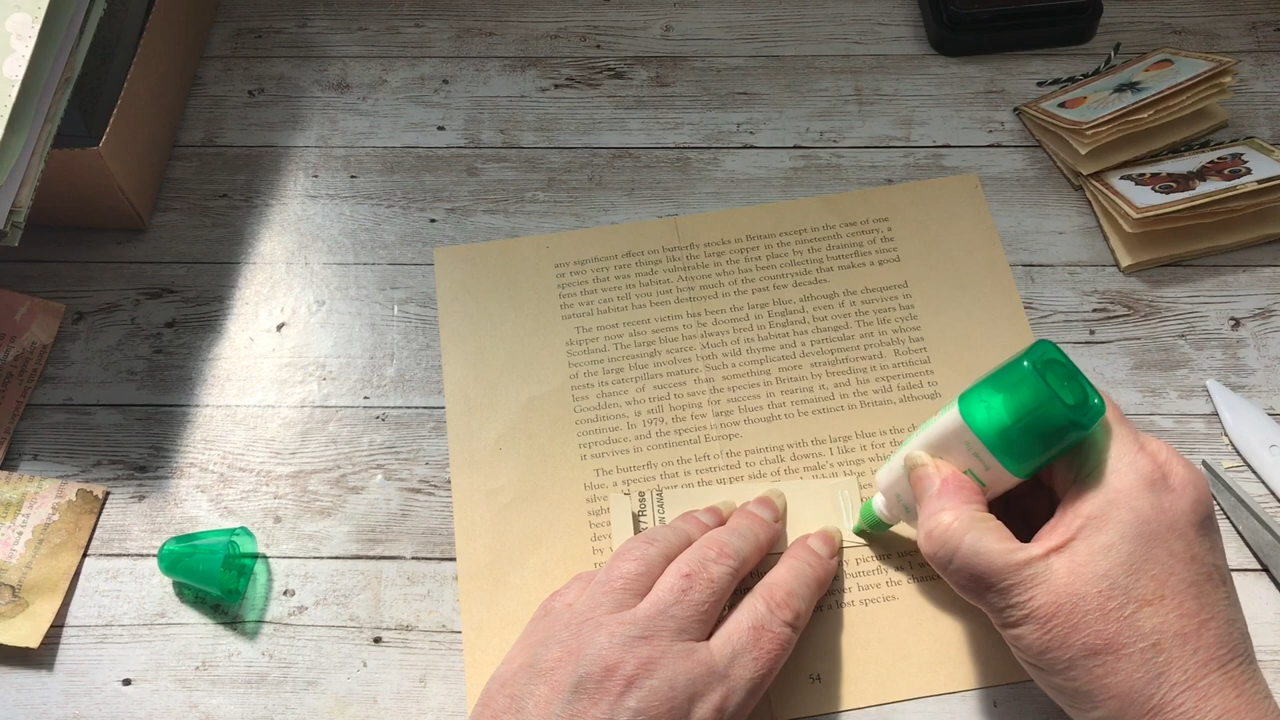 any significant effect on butterfly stocks in Britain except in the case of one
or two very rare things like the large copper in the nineteenth century, a
species that was made vulnerable in the first place by the draining of the
fens that were its habitat. Anyone who has been collecting butterflies since
the war can tell you just how much of the countryside that makes a good
natural habitat has been destroyed in the past few decades.
The most recent victim has been the large blue, although the chequered
skipper now also seems to be doomed in England, even if it survives in
Scotland. The large blue has always bred in England, but over the years has
become increasingly scarce. Much of its habitat has changed. The life cycle
of the large blue involves both wild thyme and a particular ant in whose
nests its caterpillars mature. Such a complicated development probably has
less chance of success than something more straightforward. Robert
Goodden, who tried to save the species in Britain by breeding it in artificial
conditions, is still hoping for success in rearing it, and his experiments
continue. In 1979, the few large blues that remained in the wild failed to
reproduce, and the species is now thought to be extinct in Britain, although
it survives in continental Europe.
The butterfly on the left of the painting with the large blue is the
blue, a species that is restricted to chalk downs. I like it for the
our on the upper side of the male's wings
Rose
by
picture
butterfly as I
have the
a lost species.
54